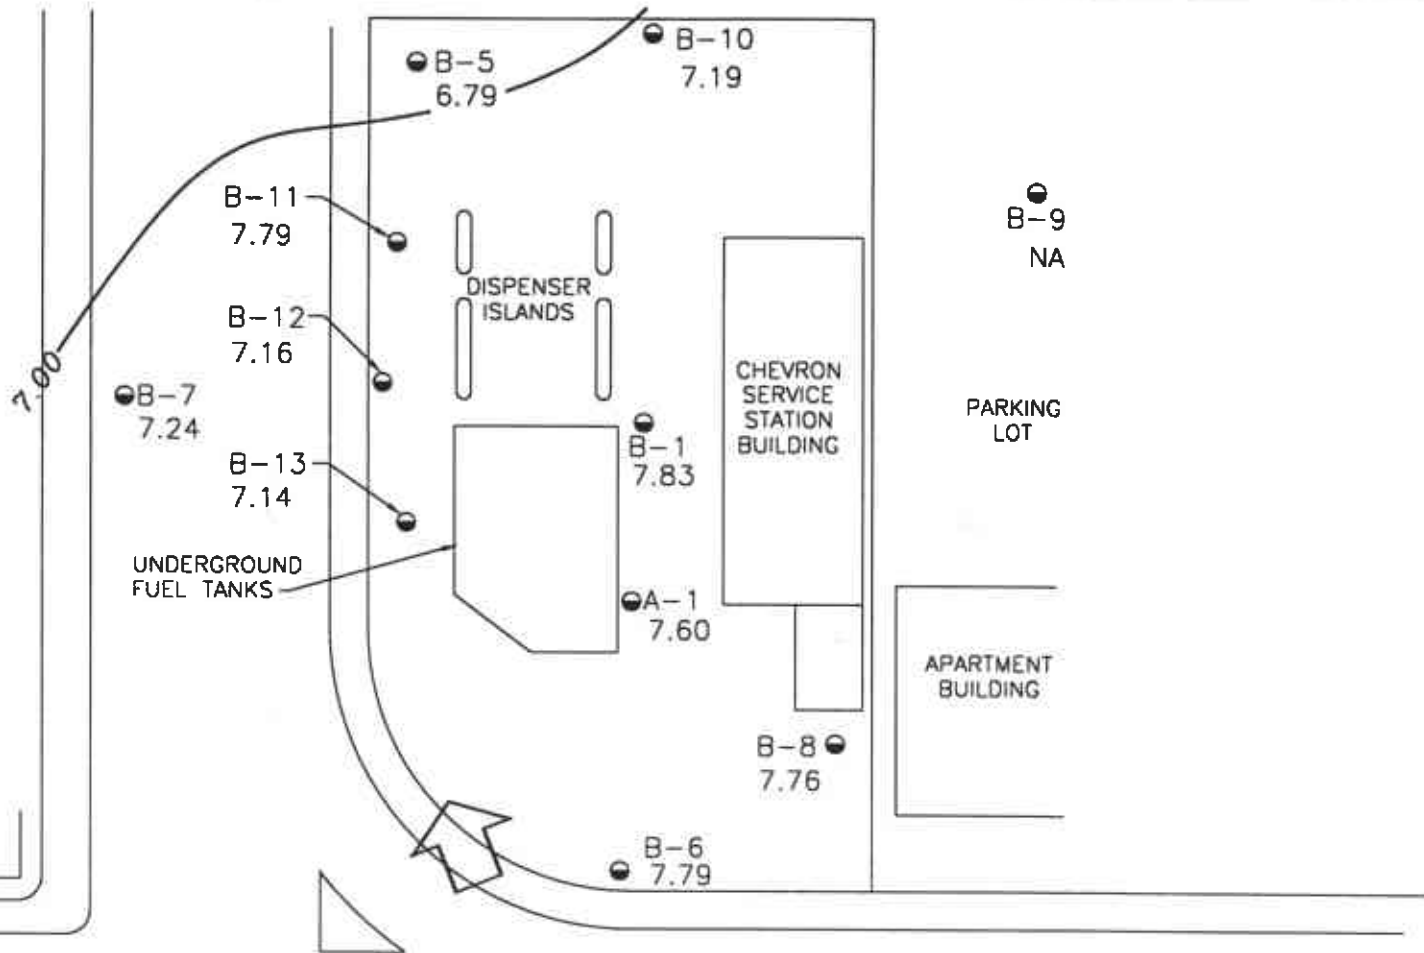 B-10
7.19
B-5
6.79
B-11
7.79
B-9
NA
DISPENSER
ISLANDS
B-12
7.16
7.00
B-7
7.24
CHEVRON
SERVICE
STATION
BUILDING
PARKING
LOT
B-1
7.83
B-13
7.14
UNDERGROUND
FUEL TANKS
A-1
7.60
APARTMENT
BUILDING
B-8
7.76
B-6
7.79